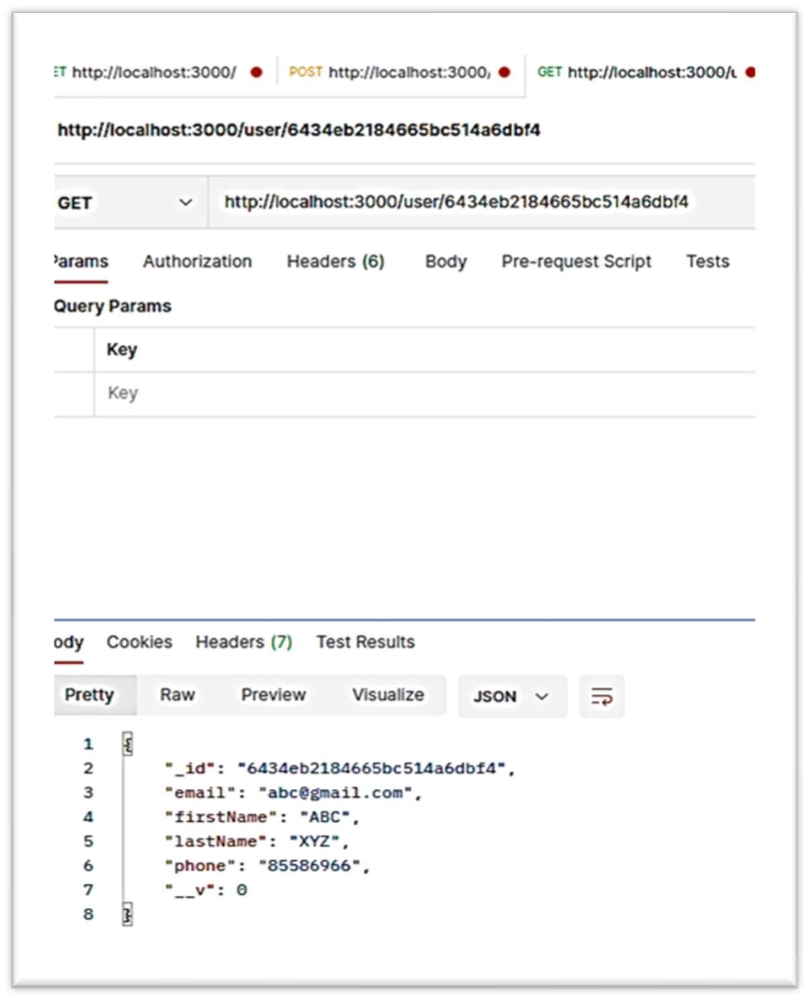 ET http://localhost:3000/ POST http://localhost:3000/ GET http://localhost:3000/u
http://localhost:3000/user/6434eb2184665bc514a6dbf4
GET http://localhost:3000/user/6434eb2184665bc514a6dbf4
Params Authorization Headers (6) Body Pre-request Script Tests
Query Params
Key
Key
ody Cookies Headers (7) Test Results
Pretty Raw Preview Visualize JSON
1 {
2 "_id": "6434eb2184665bc514a6dbf4",
3 "email": "abc@gmail.com",
4 "firstName": "ABC",
5 "lastName": "XYZ",
6 "phone": "85586966",
7 "__v": 0
8 }